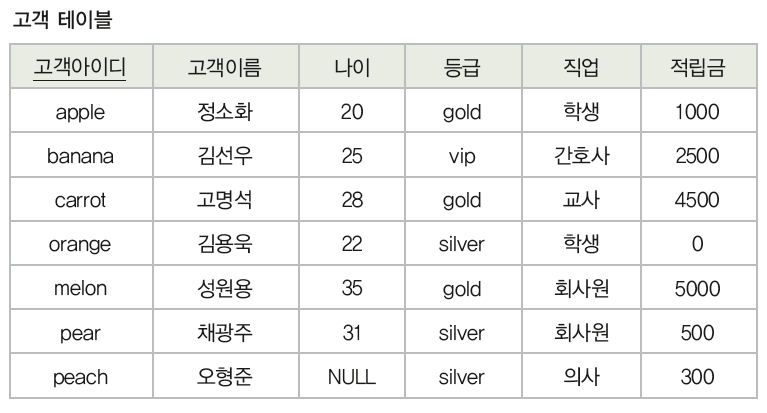 고객 테이블
고객아이디 고객이름 나이 등급 직업 적립금
apple 정소화 20 gold 학생 1000
banana 김선우 25 vip 간호사 2500
carrot 고명석 28 gold 교사 4500
orange 김용욱 22 silver 학생 0
melon 성원용 35 gold 회사원 5000
pear 채광주 31 silver 회사원 500
peach 오형준 NULL silver 의사 300